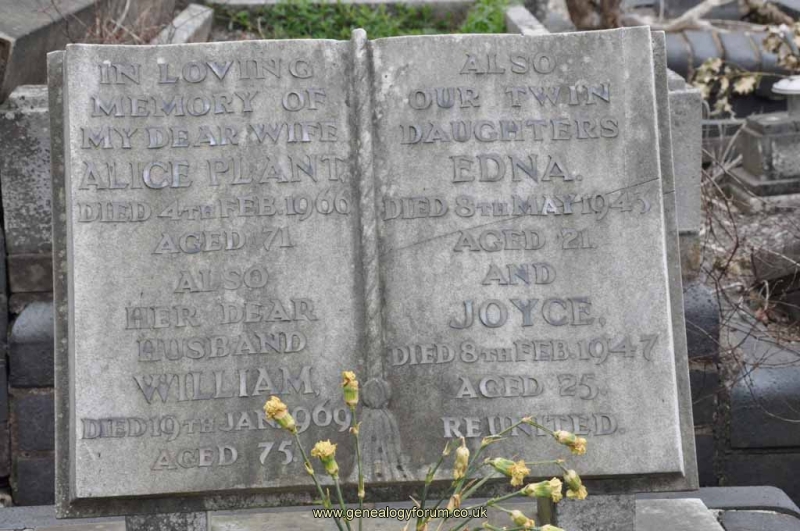 IN LOVING
MEMORY OF
MY DEAR WIFE
ALICE PLANT
DIED 4TH FEB. 1960
AGED 71
ALSO
HER DEAR
HUSBAND
WILLIAM,
DIED 19TH JAN. 1969
AGED 75.
ALSO
OUR TWIN
DAUGHTERS
EDNA.
DIED 8TH MAY 1943
AGED 21.
AND
JOYCE,
DIED 8TH FEB. 1947
AGED 25,
REUNITED.
www.genealogyforum.co.uk